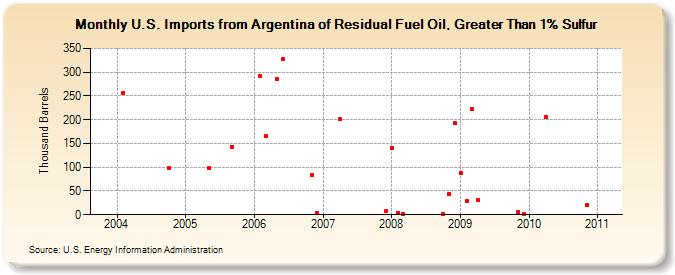 Monthly U.S. Imports from Argentina of Residual Fuel Oil, Greater Than 1% Sulfur
Thousand Barrels
350
300
250
200
150
100
50
0
2004 2005 2006 2007 2008 2009 2010 2011
Source: U.S. Energy Information Administration